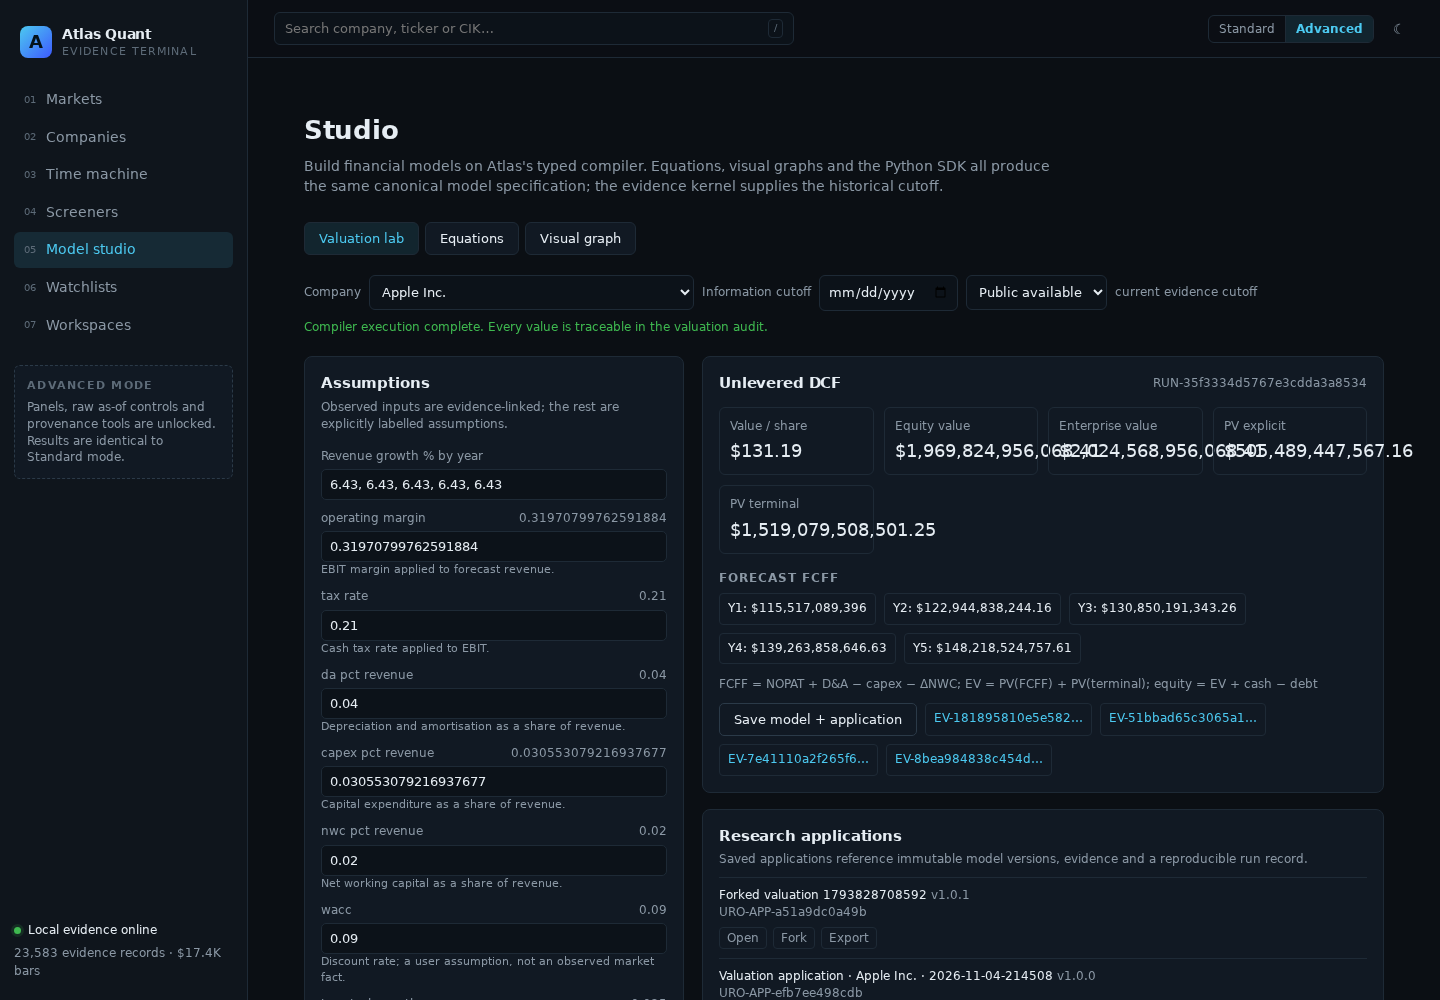 A
Atlas Quant
EVIDENCE TERMINAL
01 Markets
02 Companies
03 Time machine
04 Screeners
05 Model studio
06 Watchlists
07 Workspaces
ADVANCED MODE
Panels, raw as-of controls and
provenance tools are unlocked.
Results are identical to
Standard mode.
Local evidence online
23,583 evidence records · $17.4K
bars
Search company, ticker or CIK…
/
Standard
Advanced
Studio
Build financial models on Atlas's typed compiler. Equations, visual graphs and the Python SDK all produce
the same canonical model specification; the evidence kernel supplies the historical cutoff.
Valuation lab
Equations
Visual graph
Company
Apple Inc.
Information cutoff
mm/dd/yyyy
Public available
current evidence cutoff
Compiler execution complete. Every value is traceable in the valuation audit.
Assumptions
Observed inputs are evidence-linked; the rest are
explicitly labelled assumptions.
Revenue growth % by year
6.43, 6.43, 6.43, 6.43, 6.43
operating margin 0.31970799762591884
0.31970799762591884
EBIT margin applied to forecast revenue.
tax rate 0.21
0.21
Cash tax rate applied to EBIT.
da pct revenue 0.04
0.04
Depreciation and amortisation as a share of revenue.
capex pct revenue 0.030553079216937677
0.030553079216937677
Capital expenditure as a share of revenue.
nwc pct revenue 0.02
0.02
Net working capital as a share of revenue.
wacc 0.09
0.09
Discount rate; a user assumption, not an observed market
fact.
Unlevered DCF
RUN-35f3334d5767e3cdda3a8534
Value / share
$131.19
Equity value
$1,969,824,956,068.41
Enterprise value
$2,024,568,956,068.41
PV explicit
$505,489,447,567.16
PV terminal
$1,519,079,508,501.25
FORECAST FCFF
Y1: $115,517,089,396
Y2: $122,944,838,244.16
Y3: $130,850,191,343.26
Y4: $139,263,858,646.63
Y5: $148,218,524,757.61
FCFF = NOPAT + D&A − capex − ΔNWC; EV = PV(FCFF) + PV(terminal); equity = EV + cash − debt
Save model + application
EV-181895810e5e582…
EV-51bbad65c3065a1…
EV-7e41110a2f265f6…
EV-8bea984838c454d…
Research applications
Saved applications reference immutable model versions, evidence and a reproducible run record.
Forked valuation 1793828708592 v1.0.1
URO-APP-a51a9dc0a49b
Open
Fork
Export
Valuation application · Apple Inc. · 2026-11-04-214508 v1.0.0
URO-APP-efb7ee498cdb